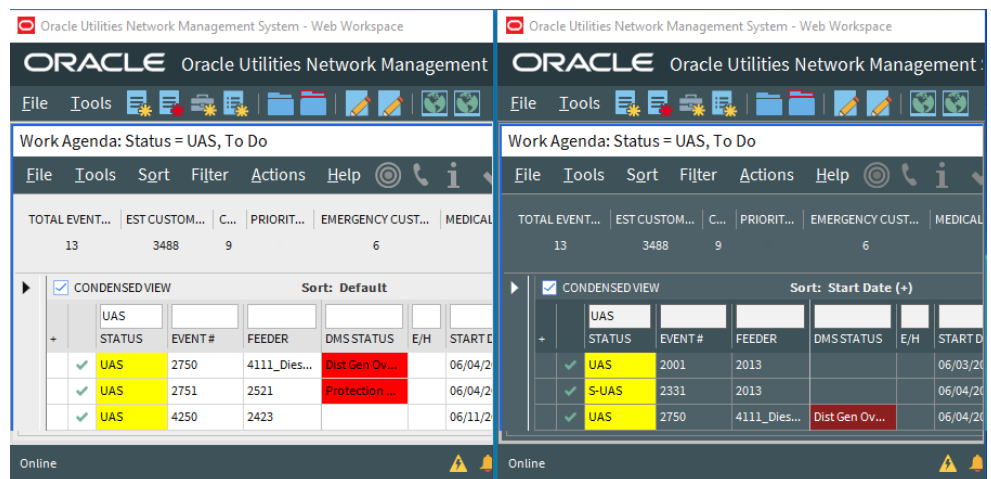 Oracle Utilities Network Management System - Web Workspace
ORACLE Oracle Utilities Network Management
File Tools
Work Agenda: Status = UAS, To Do
File Tools Sort Filter Actions Help
TOTAL EVENT... EST CUSTOM... C... PRIORIT... EMERGENCY CUST... MEDICAL
13 3488 9 6
CONDENSED VIEW Sort: Default
UAS
+ STATUS EVENT # FEEDER DMS STATUS E/H START D
UAS 2750 4111_Dies... Dist Gen Ov... 06/04/2
UAS 2751 2521 Protection ... 06/04/2
UAS 4250 2423 06/11/2
Online
Oracle Utilities Network Management System - Web Workspace
ORACLE Oracle Utilities Network Management
File Tools
Work Agenda: Status = UAS, To Do
File Tools Sort Filter Actions Help
TOTAL EVENT... EST CUSTOM... C... PRIORIT... EMERGENCY CUST... MEDICAL
13 3488 9 6
CONDENSED VIEW Sort: Start Date (+)
UAS
+ STATUS EVENT # FEEDER DMS STATUS E/H START D
UAS 2001 2013 06/03/20
S-UAS 2331 2013 06/04/20
UAS 2750 4111_Dies... Dist Gen Ov... 06/04/20
Online